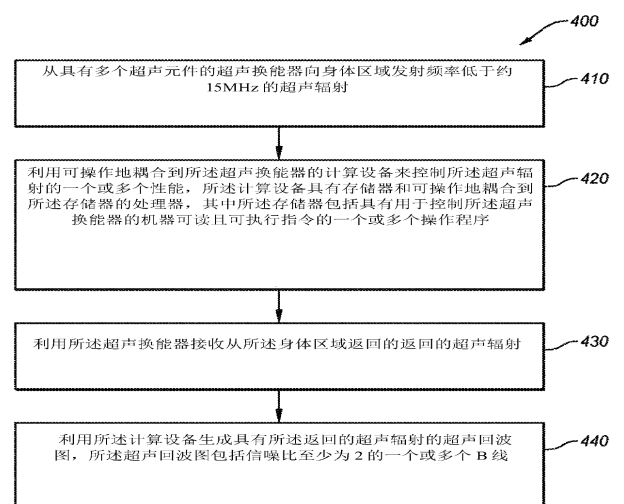 400
从具有多个超声元件的超声换能器向身体区域发射频率低于约
15MHz 的超声辐射
410
利用可操作地耦合到所述超声换能器的计算设备来控制所述超声辐
射的一个或多个性能，所述计算设备具有存储器和可操作地耦合到
所述存储器的处理器，其中所述存储器包括具有用于控制所述超声
换能器的机器可读且可执行指令的一个或多个操作程序
420
利用所述超声换能器接收从所述身体区域返回的返回的超声辐射
430
利用所述计算设备生成具有所述返回的超声辐射的超声回波
图，所述超声回波图包括信噪比至少为 2 的一个或多个 B 线
440